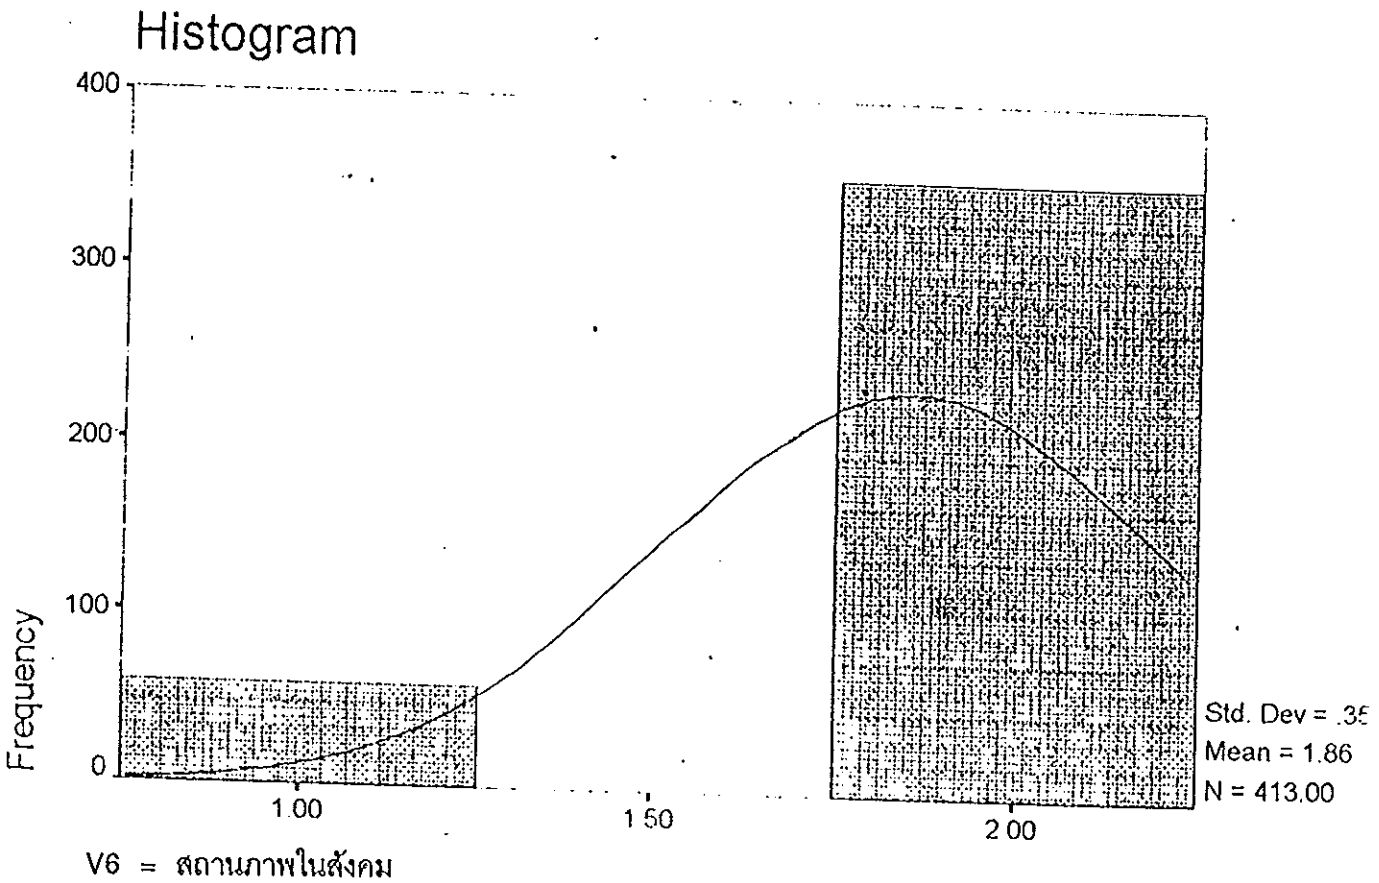 Histogram
400
300
200
100
0
Frequency
1.00
1 50
2 00
Std. Dev = .35
Mean = 1.86
N = 413.00
V6 = สถานภาพในสังคม